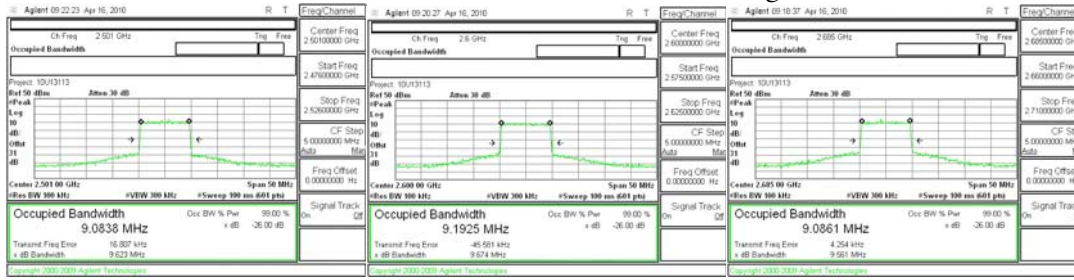 Agilent 09:22:23 Apr 16, 2010 R T
Freq/Channel
Ch Freq 2.501 GHz Trig Free
Occupied Bandwidth
Center Freq
2.50100000 GHz
Start Freq
2.47600000 GHz
Stop Freq
2.52600000 GHz
CF Step
5.00000000 MHz
Auto Man
Freq Offset
0.00000000 Hz
Signal Track
On Off
Project: 10U13113
Ref 50 dBm Atten 30 dB
#Peak
Log
10
dB/
Offst
31
dB
Center 2.501 00 GHz Span 50 MHz
#Res BW 300 kHz #VBW 300 kHz #Sweep 100 ms (601 pts)
Occupied Bandwidth Occ BW % Pwr 99.00 %
9.0838 MHz x dB -26.00 dB
Transmit Freq Error 16.807 kHz
x dB Bandwidth 9.623 MHz
Copyright 2000-2009 Agilent Technologies
Agilent 09:20:27 Apr 16, 2010 R T
Freq/Channel
Ch Freq 2.6 GHz Trig Free
Occupied Bandwidth
Center Freq
2.60000000 GHz
Start Freq
2.57500000 GHz
Stop Freq
2.62500000 GHz
CF Step
5.00000000 MHz
Auto Man
Freq Offset
0.00000000 Hz
Signal Track
On Off
Project: 10U13113
Ref 50 dBm Atten 30 dB
#Peak
Log
10
dB/
Offst
31
dB
Center 2.600 00 GHz Span 50 MHz
#Res BW 300 kHz #VBW 300 kHz #Sweep 100 ms (601 pts)
Occupied Bandwidth Occ BW % Pwr 99.00 %
9.1925 MHz x dB -26.00 dB
Transmit Freq Error -45.581 kHz
x dB Bandwidth 9.674 MHz
Copyright 2000-2009 Agilent Technologies
Agilent 09:18:37 Apr 16, 2010 R T
Freq/Channel
Ch Freq 2.685 GHz Trig Free
Occupied Bandwidth
Center Freq
2.68500000 GHz
Start Freq
2.66000000 GHz
Stop Freq
2.71000000 GHz
CF Step
5.00000000 MHz
Auto
Freq Offset
0.00000000 Hz
Signal Track
On
Project: 10U13113
Ref 50 dBm Atten 30 dB
#Peak
Log
10
dB/
Offst
31
dB
Center 2.685 00 GHz Span 50 MHz
#Res BW 300 kHz #VBW 300 kHz #Sweep 100 ms (601 pts)
Occupied Bandwidth Occ BW % Pwr 99.00 %
9.0861 MHz x dB -26.00 dB
Transmit Freq Error 4.254 kHz
x dB Bandwidth 9.561 MHz
Copyright 2000-2009 Agilent Technologies